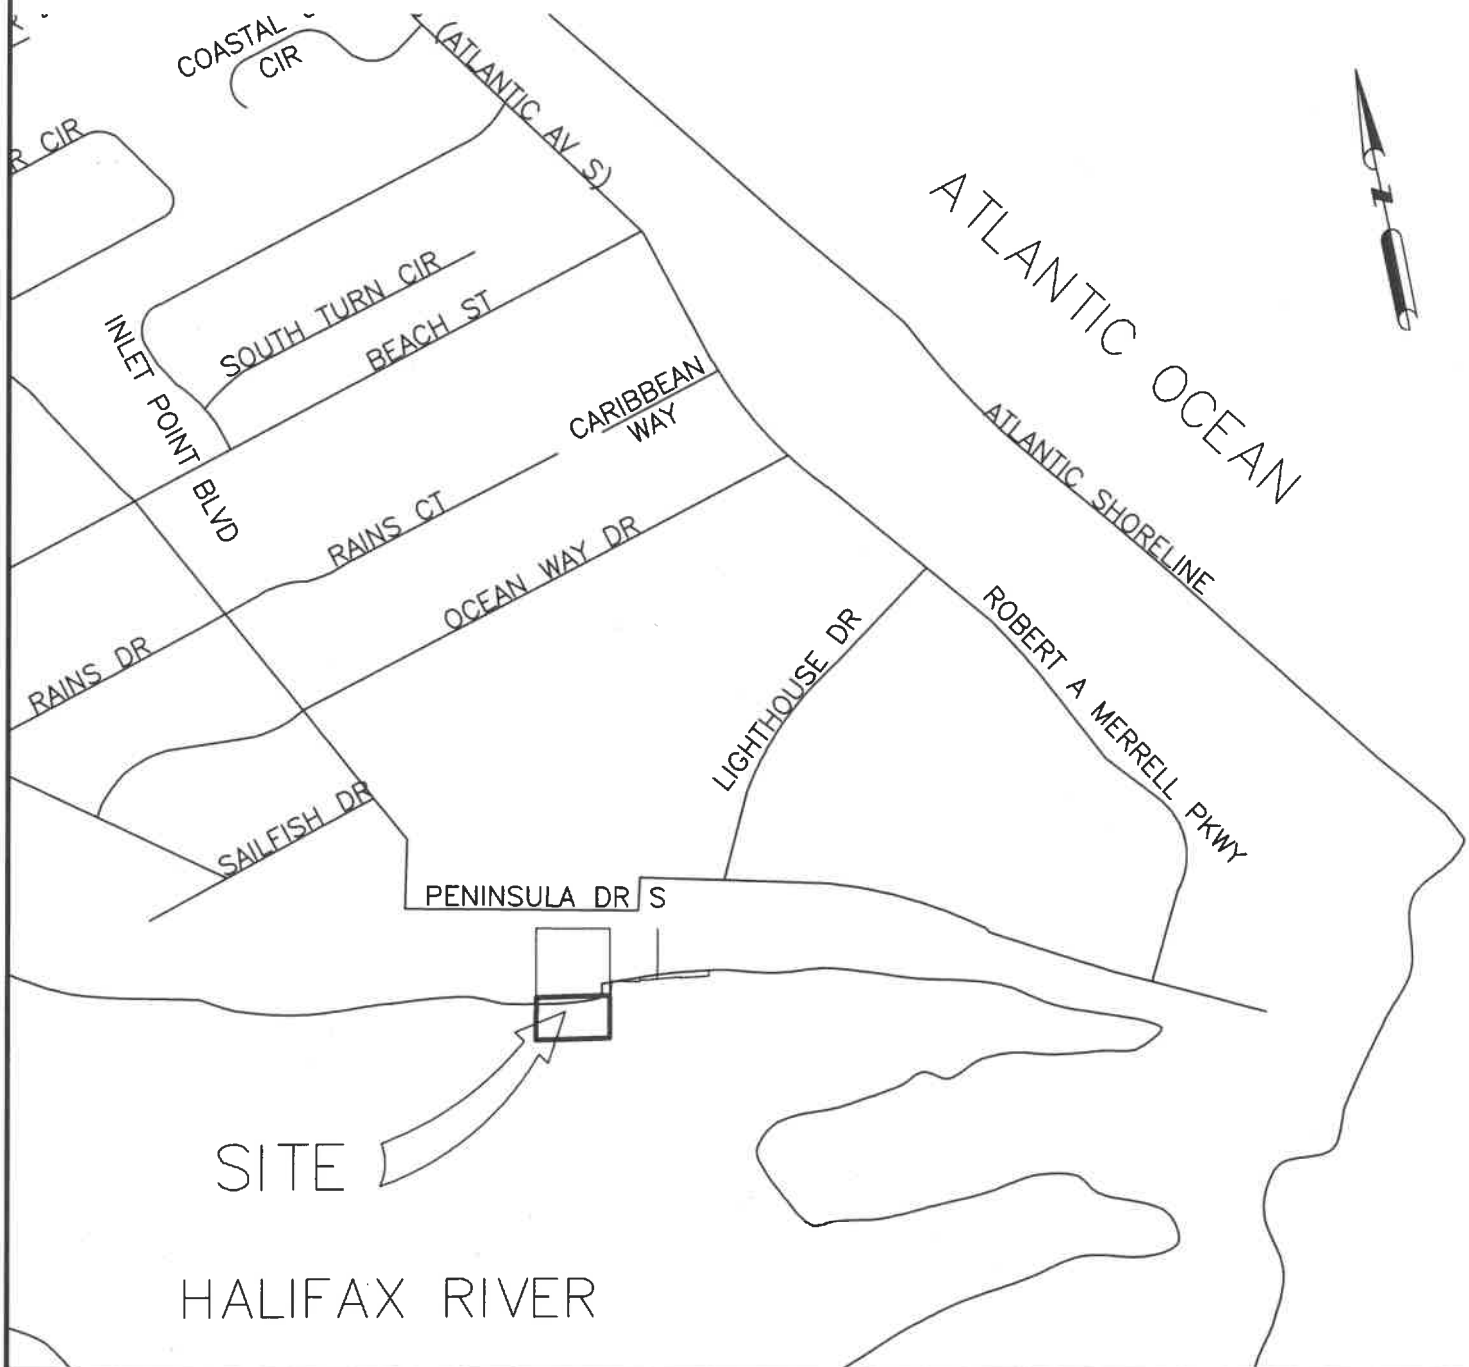 COASTAL
CIR
(ATLANTIC AV S)
R CIR
ATLANTIC OCEAN
N
SOUTH TURN CIR
BEACH ST
INLET POINT BLVD
CARIBBEAN
WAY
ATLANTIC SHORELINE
RAINS CT
OCEAN WAY DR
LIGHTHOUSE DR
ROBERT A MERRELL PKWY
RAINS DR
SAILFISH DR
PENINSULA DR S
SITE
HALIFAX RIVER